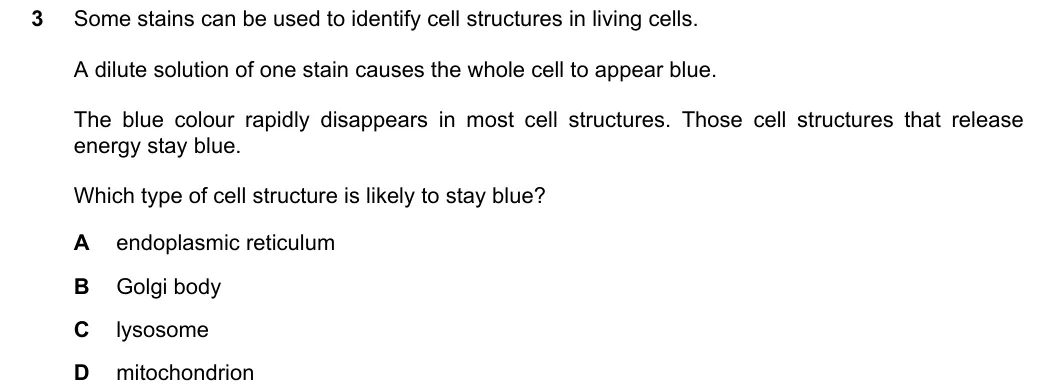 3 Some stains can be used to identify cell structures in living cells.
A dilute solution of one stain causes the whole cell to appear blue.
The blue colour rapidly disappears in most cell structures. Those cell structures that release
energy stay blue.
Which type of cell structure is likely to stay blue?
A endoplasmic reticulum
B Golgi body
C lysosome
D mitochondrion